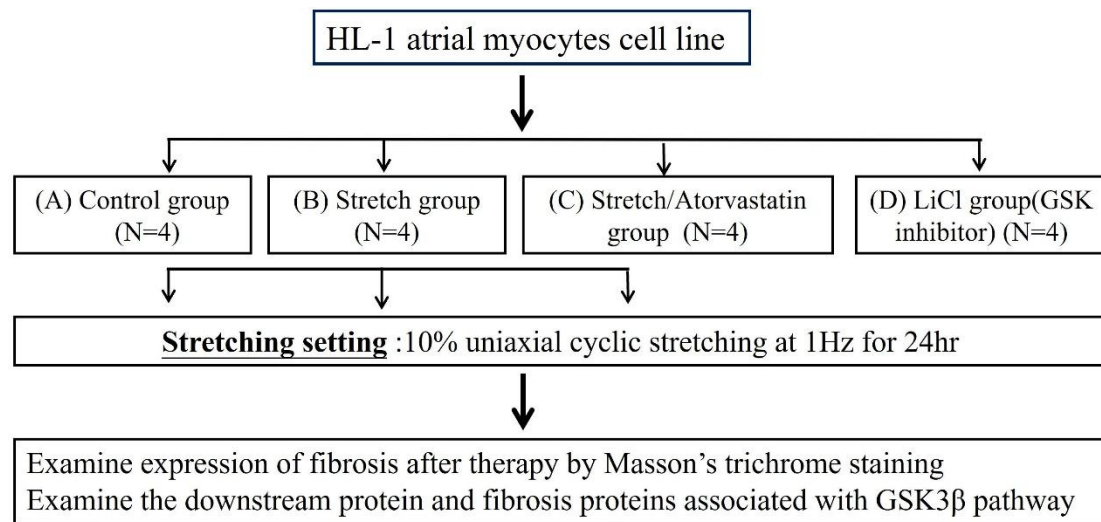 HL-1 atrial myocytes cell line
(A) Control group
(N=4)
(B) Stretch group
(N=4)
(C) Stretch/Atorvastatin
group (N=4)
(D) LiCl group(GSK
inhibitor) (N=4)
Stretching setting :10% uniaxial cyclic stretching at 1Hz for 24hr
Examine expression of fibrosis after therapy by Masson's trichrome staining
Examine the downstream protein and fibrosis proteins associated with GSK3β pathway